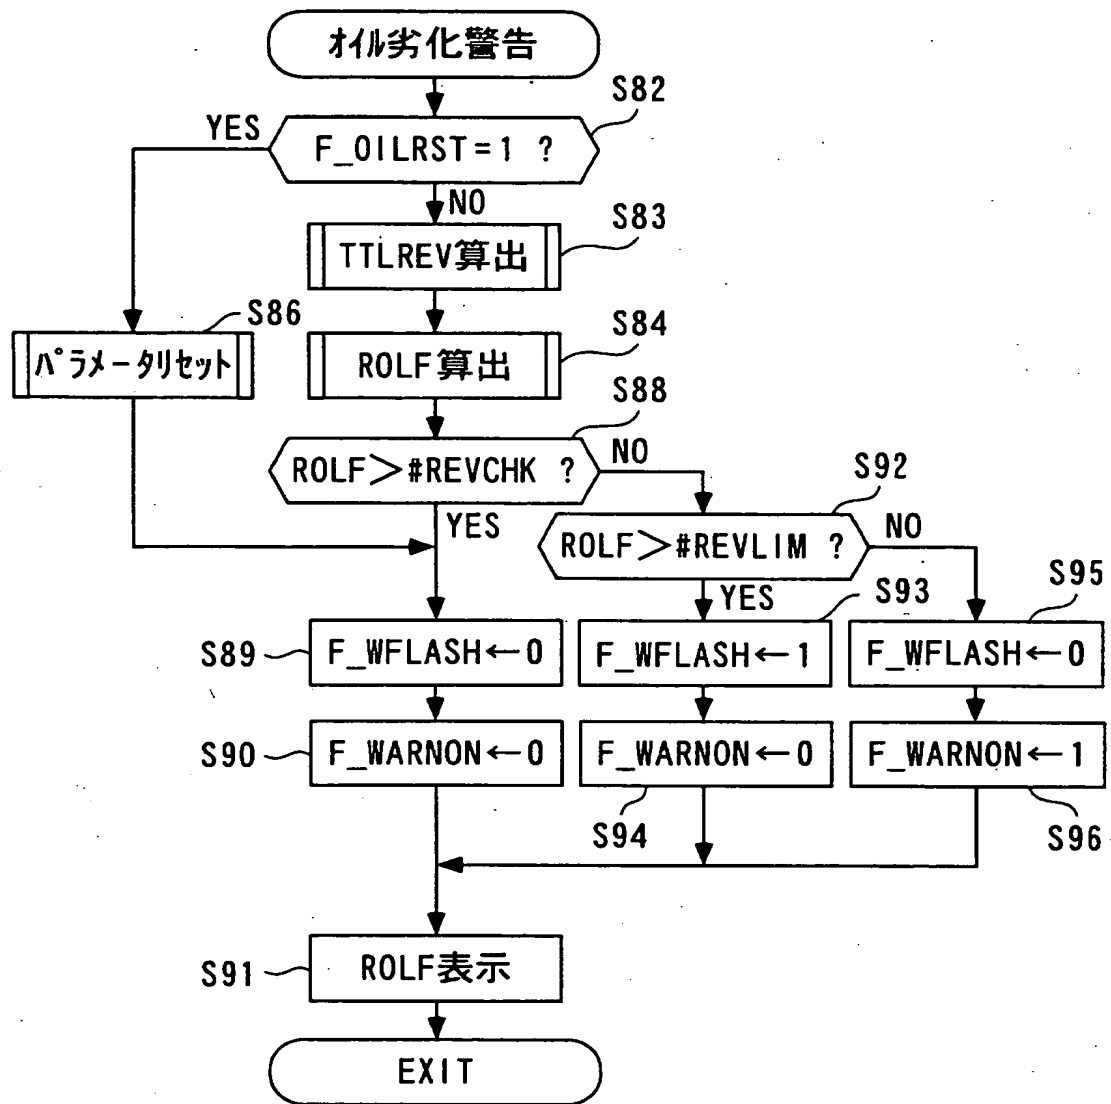 オイル劣化警告
S82
YES
F_OILRST=1 ?
NO
S83
TTLREV算出
S86
パラメータリセット
S84
ROLF算出
S88
ROLF>#REVCHK ?
NO
S92
YES
ROLF>#REVLIM ?
NO
YES
S93
S95
S89
F_WFLASH←0
F_WFLASH←1
F_WFLASH←0
S90
F_WARNON←0
F_WARNON←0
F_WARNON←1
S94
S96
S91
ROLF表示
EXIT